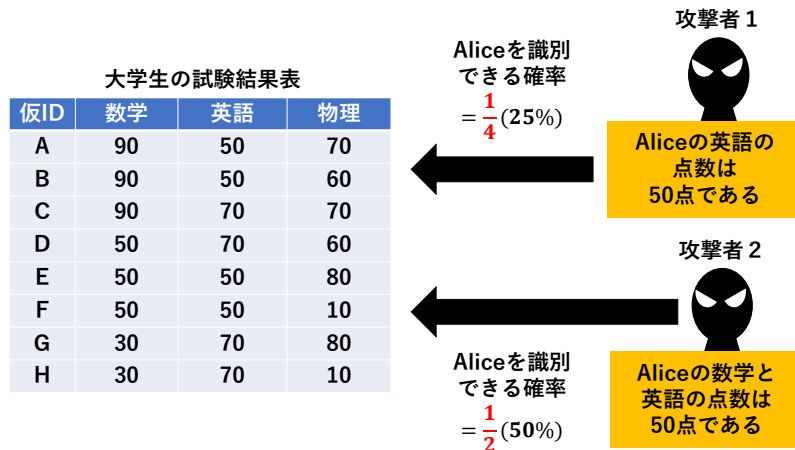 大学生の試験結果表
仮ID 数学 英語 物理
A 90 50 70
B 90 50 60
C 90 70 70
D 50 70 60
E 50 50 80
F 50 50 10
G 30 70 80
H 30 70 10
Aliceを識別
できる確率
= 1/4 (25%)
攻撃者1
Aliceの英語の
点数は
50点である
攻撃者2
Aliceを識別
できる確率
= 1/2 (50%)
Aliceの数学と
英語の点数は
50点である